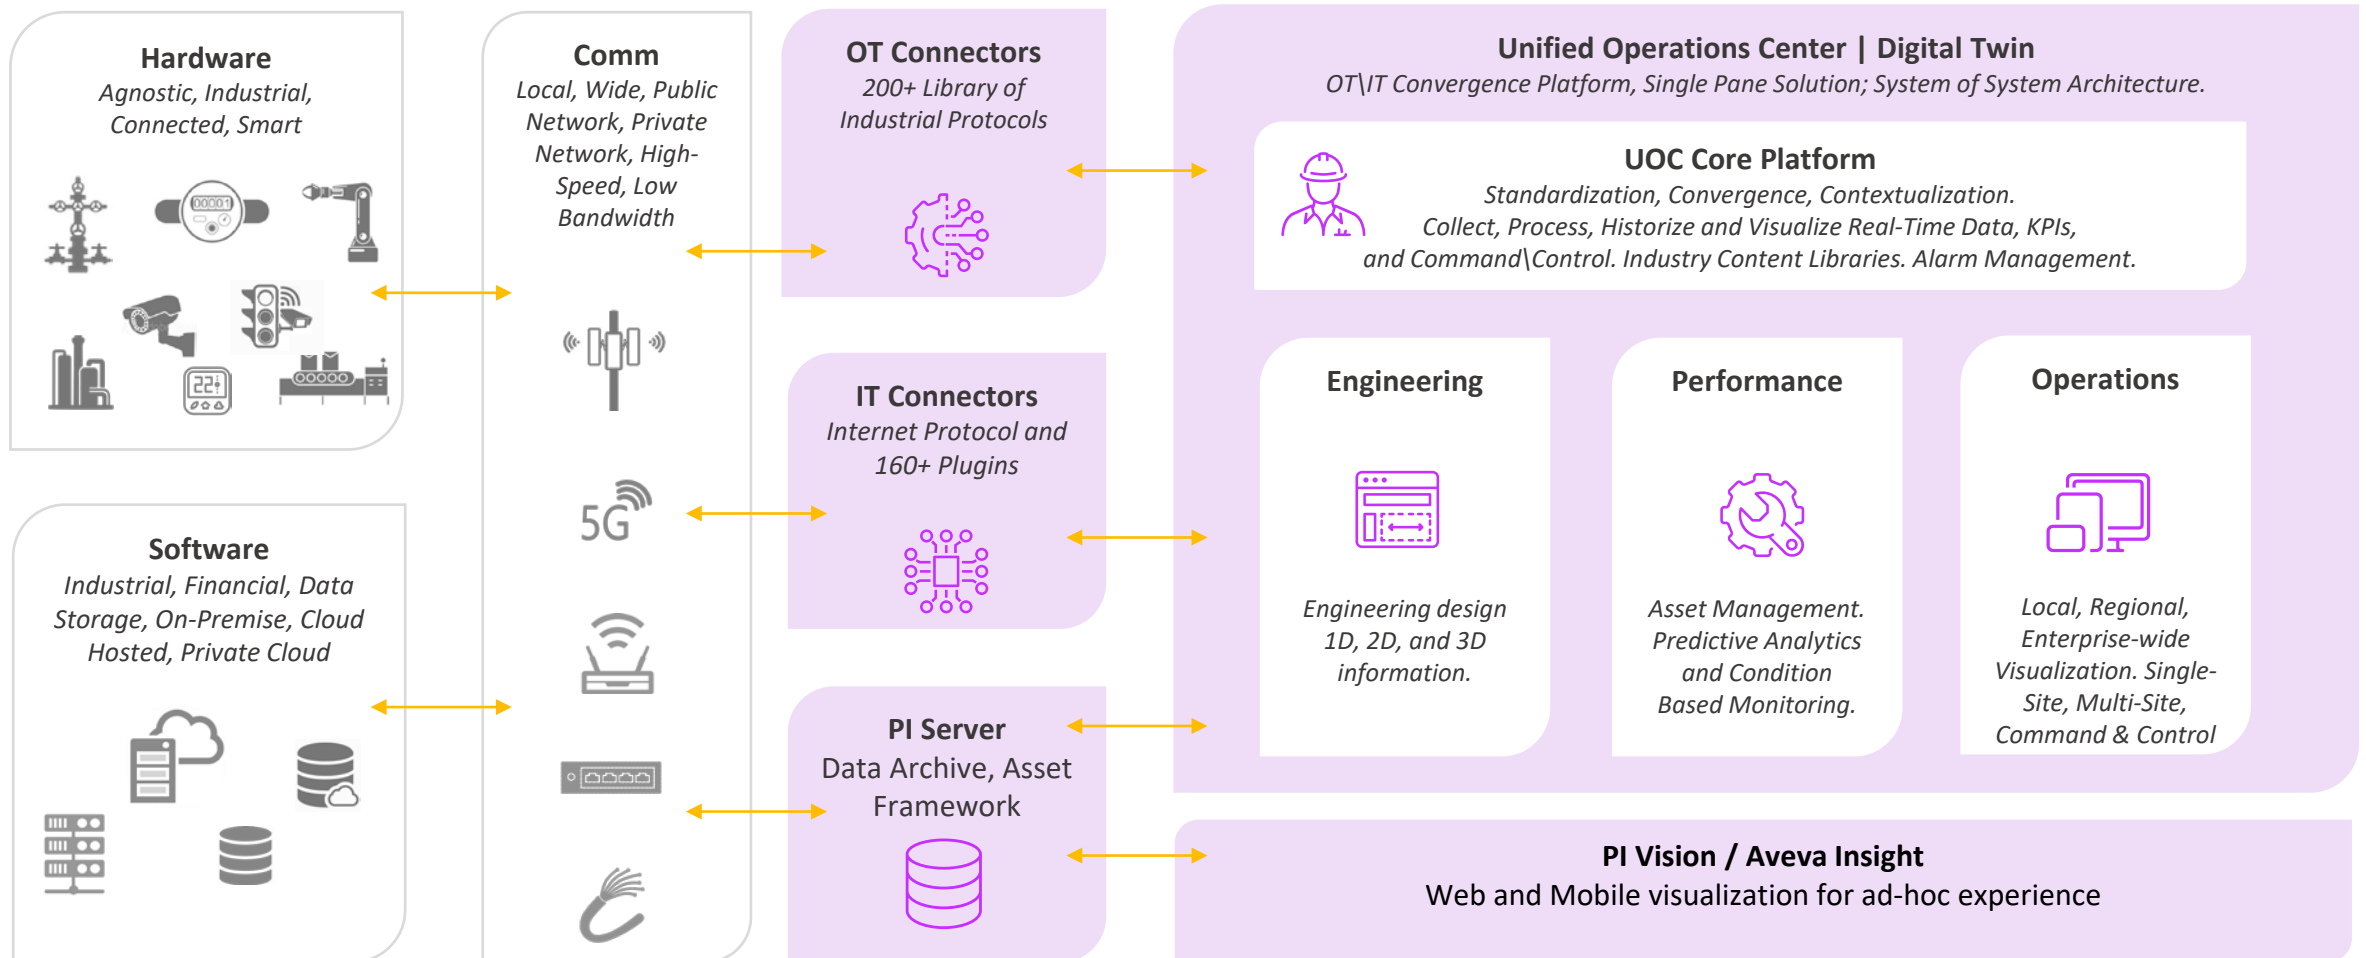 Hardware
Agnostic, Industrial,
Connected, Smart
00001
22
Software
Industrial, Financial, Data
Storage, On-Premise, Cloud
Hosted, Private Cloud
Comm
Local, Wide, Public
Network, Private
Network, High-
Speed, Low
Bandwidth
5G
OT Connectors
200+ Library of
Industrial Protocols
IT Connectors
Internet Protocol and
160+ Plugins
PI Server
Data Archive, Asset
Framework
Unified Operations Center | Digital Twin
OT\IT Convergence Platform, Single Pane Solution; System of System Architecture.
UOC Core Platform
Standardization, Convergence, Contextualization.
Collect, Process, Historize and Visualize Real-Time Data, KPIs,
and Command\Control. Industry Content Libraries. Alarm Management.
Engineering
Engineering design
1D, 2D, and 3D
information.
Performance
Asset Management.
Predictive Analytics
and Condition
Based Monitoring.
Operations
Local, Regional,
Enterprise-wide
Visualization. Single-
Site, Multi-Site,
Command & Control
PI Vision / Aveva Insight
Web and Mobile visualization for ad-hoc experience